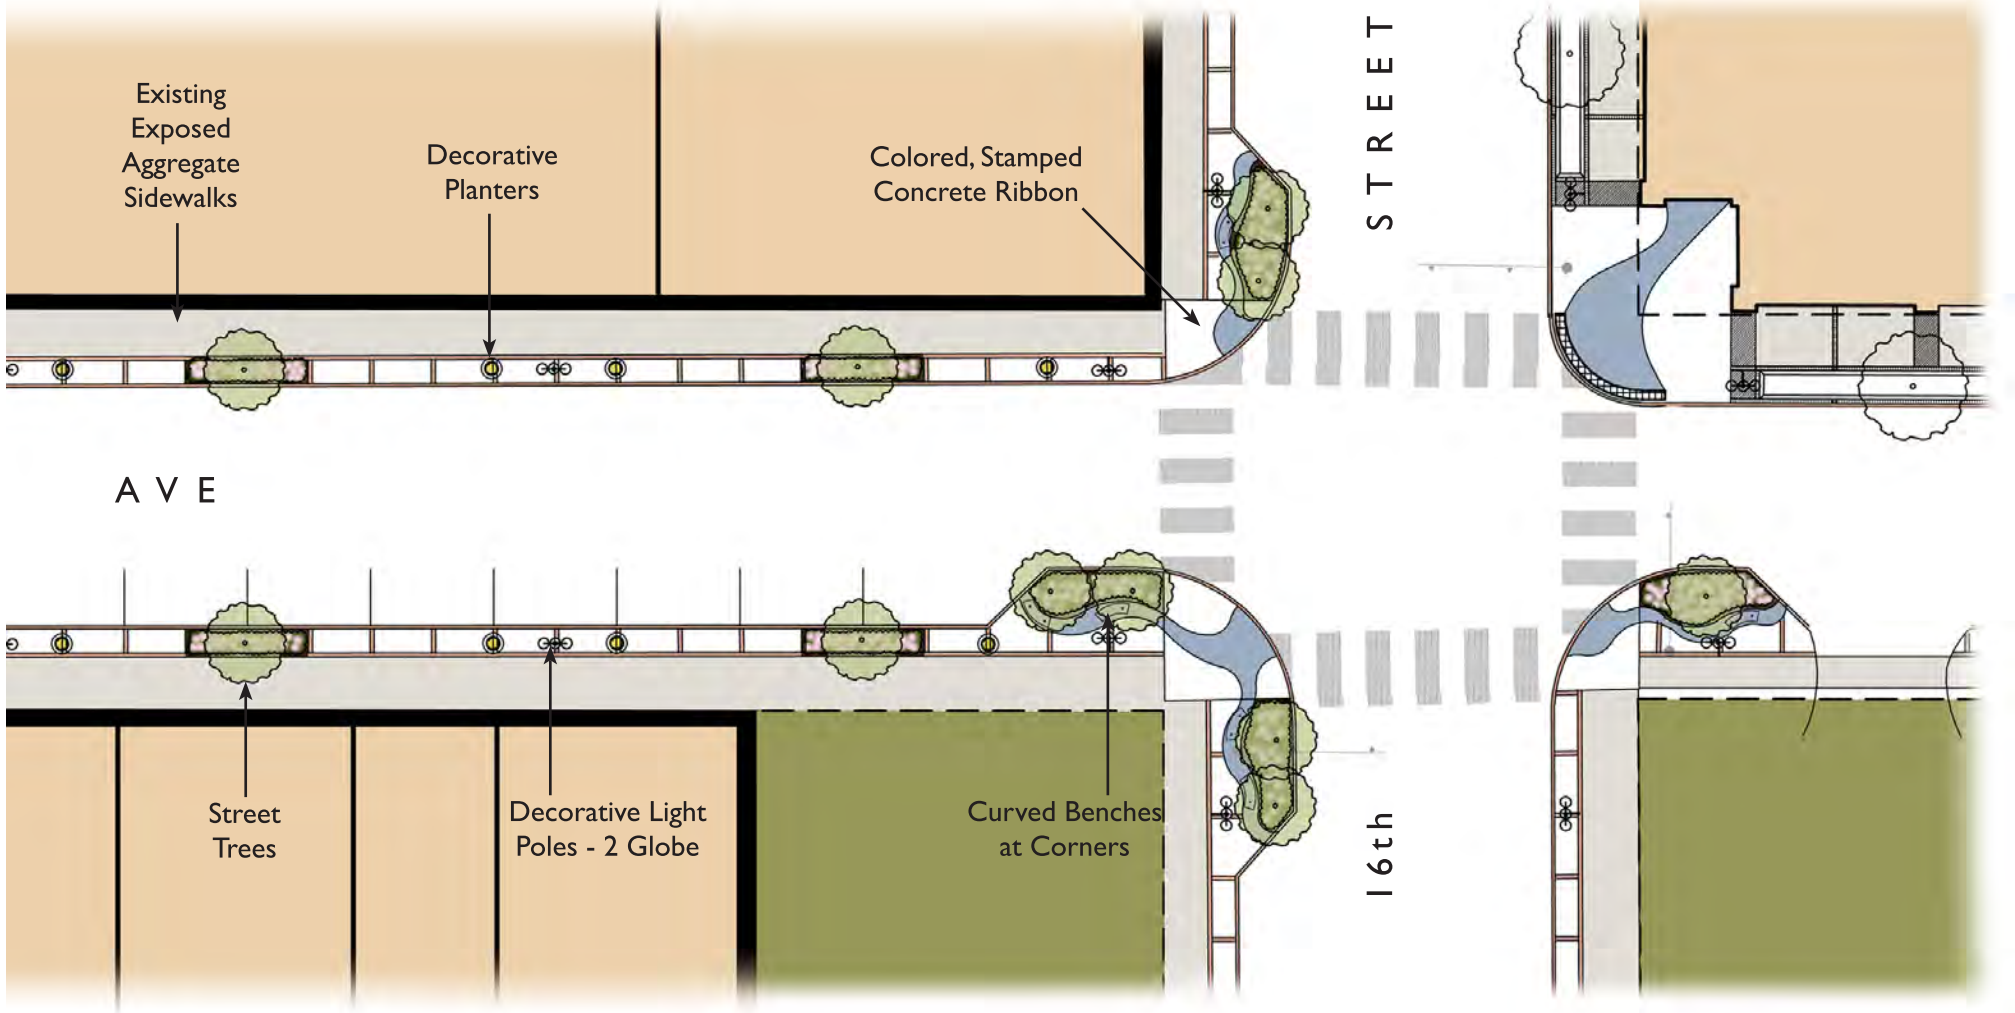 Existing
Exposed
Aggregate
Sidewalks
Decorative
Planters
Colored, Stamped
Concrete Ribbon
STREET
AVE
Street
Trees
Decorative Light
Poles - 2 Globe
Curved Benches
at Corners
16th